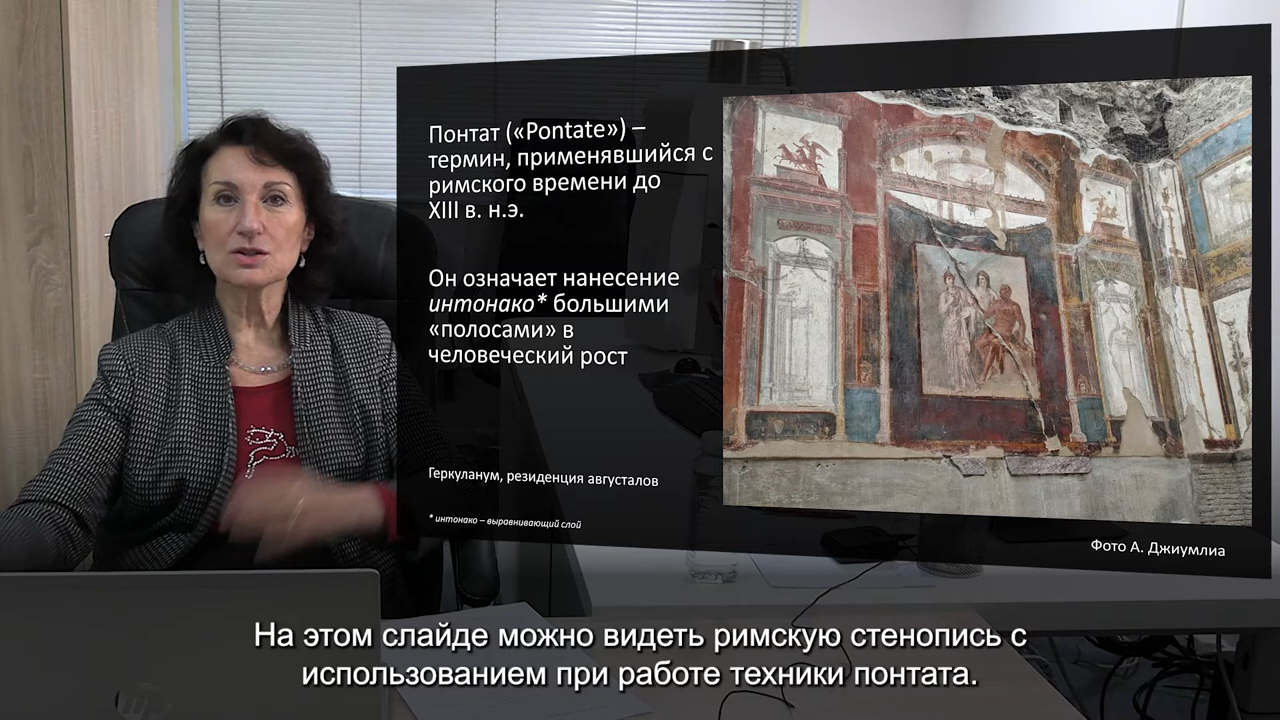 Понтат («Pontate») –
термин, применявшийся с
римского времени до
XIII в. н.э.
Он означает нанесение
интонако* большими
«полосами» в
человеческий рост
Геркуланум, резиденция августалов
* интонако – выравнивающий слой
Фото А. Джиумлиа
На этом слайде можно видеть римскую стенопись с
использованием при работе техники понтата.